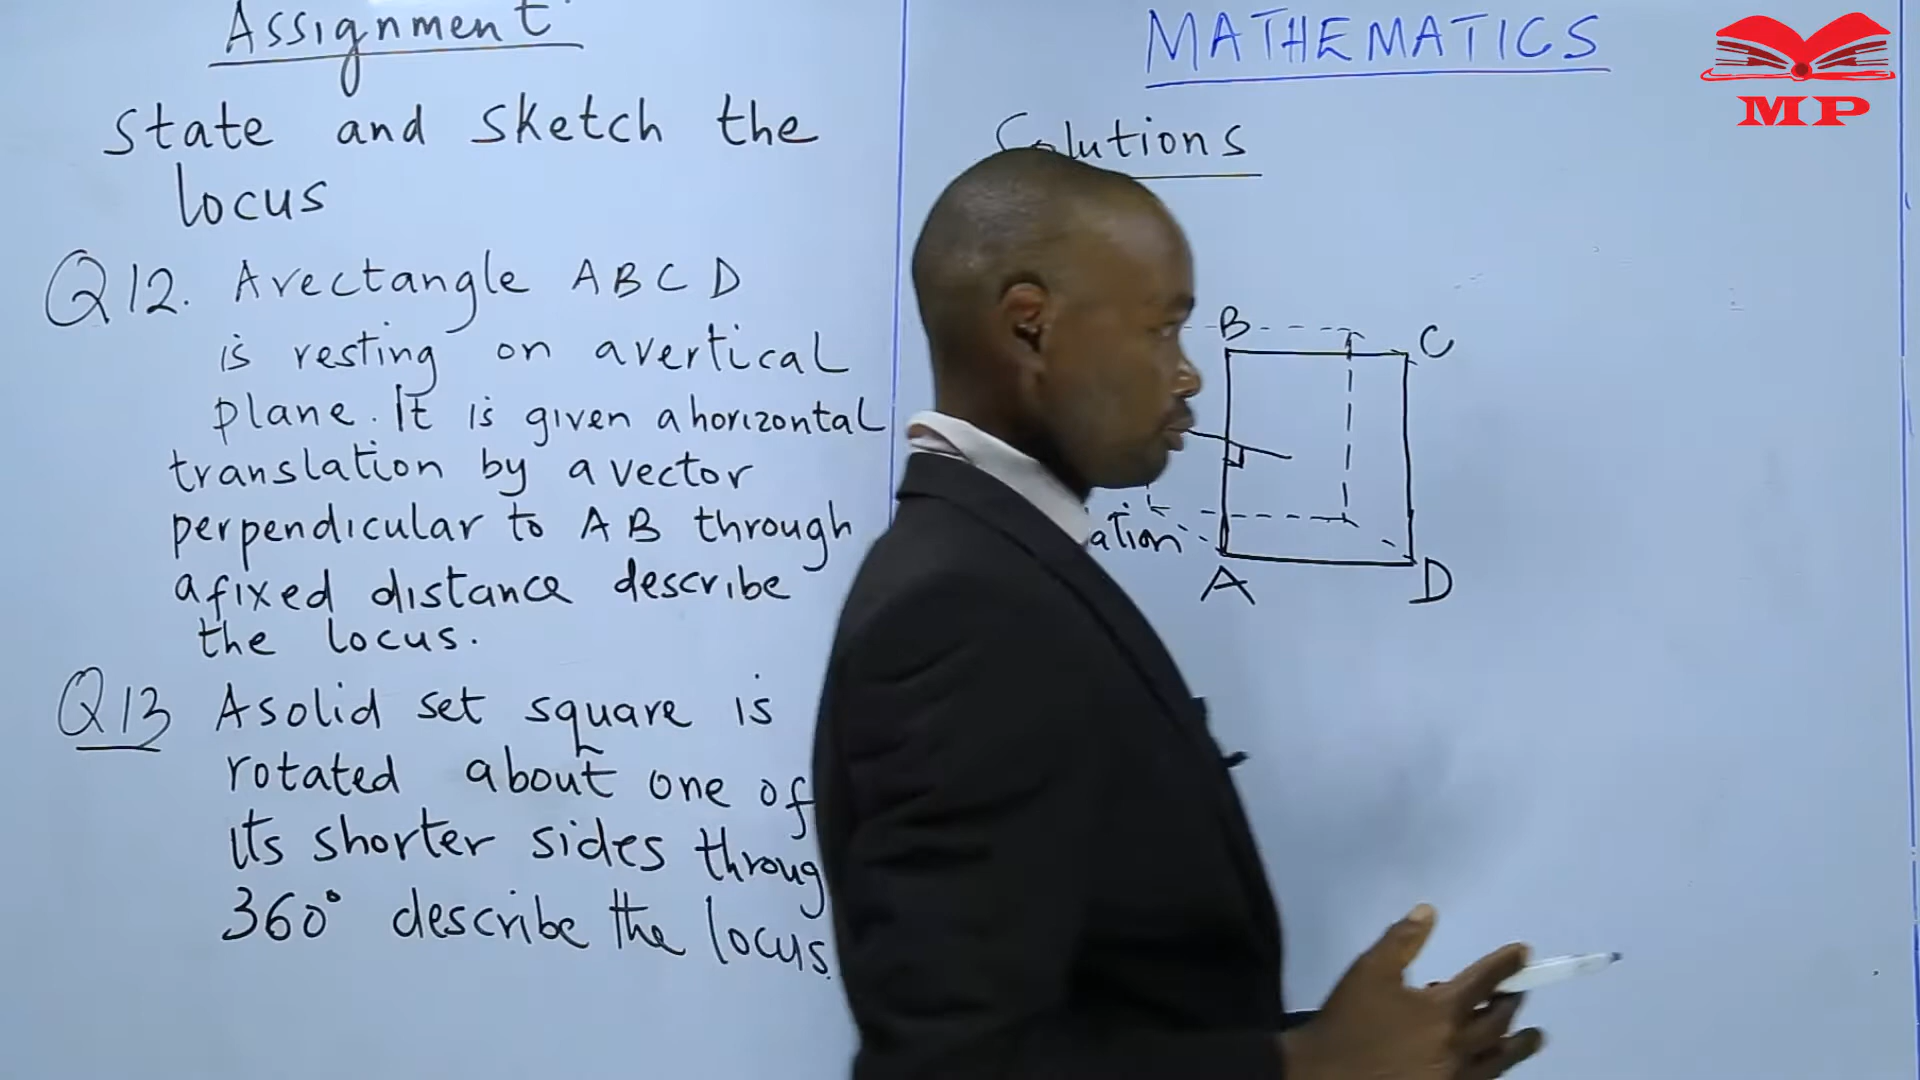 Assignment
State and sketch the
locus
Q12. A rectangle ABCD
is resting on a vertical
plane. It is given a horizontal
translation by a vector
perpendicular to AB through
a fixed distance describe
the locus.
Q13 A solid set square is
rotated about one of
its shorter sides throug
360° describe the locus.
MATHEMATICS
MP
Solutions
B
C
ation
A
D